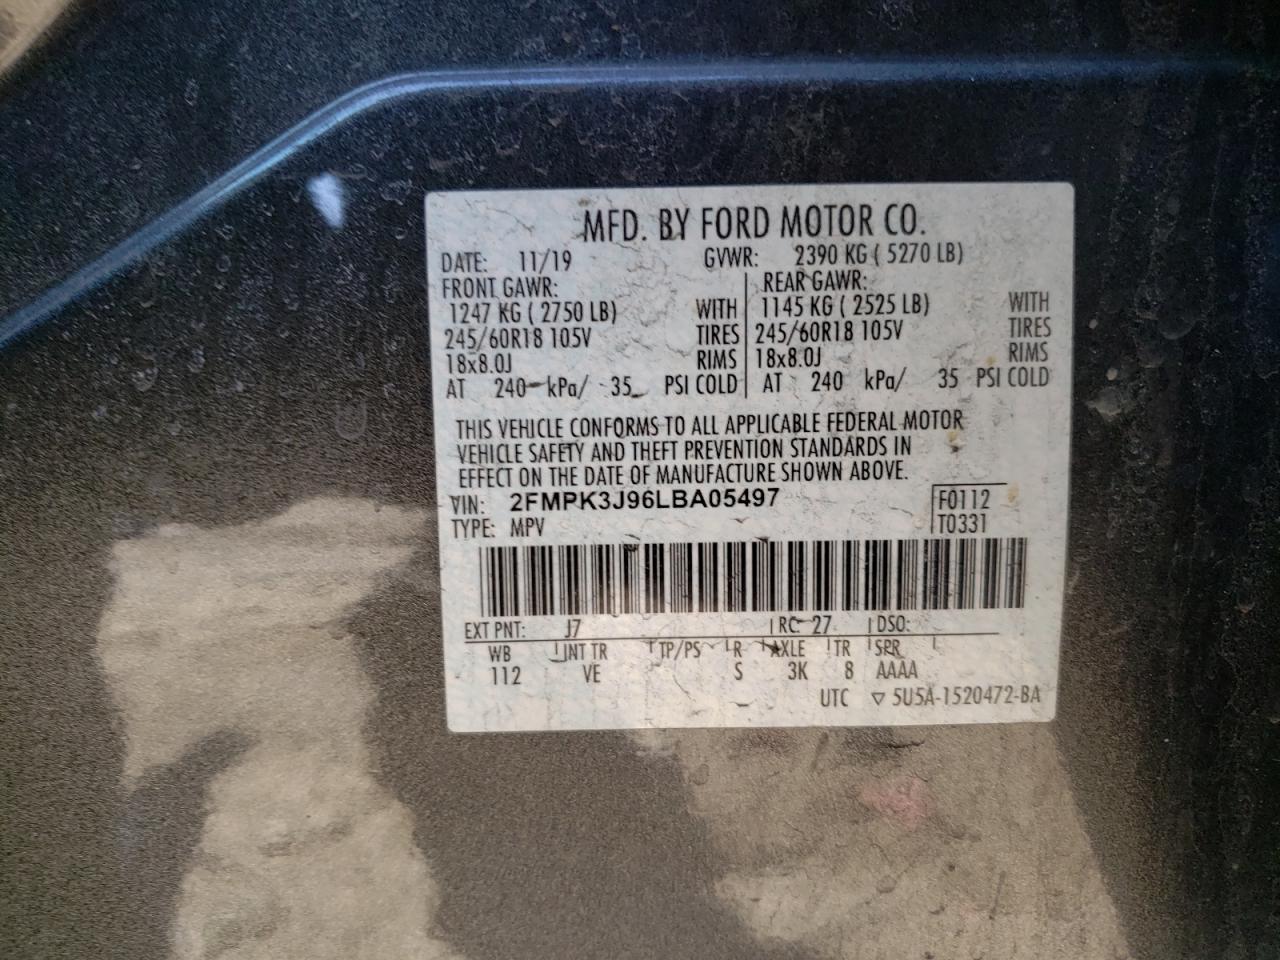 MFD. BY FORD MOTOR CO.
DATE: 11/19 GVWR: 2390 KG ( 5270 LB)
FRONT GAWR: REAR GAWR:
1247 KG ( 2750 LB) WITH 1145 KG ( 2525 LB) WITH
245/60R18 105V TIRES 245/60R18 105V TIRES
18x8.0J RIMS 18x8.0J RIMS
AT 240 kPa/ 35 PSI COLD AT 240 kPa/ 35 PSI COLD
THIS VEHICLE CONFORMS TO ALL APPLICABLE FEDERAL MOTOR
VEHICLE SAFETY AND THEFT PREVENTION STANDARDS IN
EFFECT ON THE DATE OF MANUFACTURE SHOWN ABOVE.
VIN: 2FMPK3J96LBA05497 F0112
TYPE: MPV T0331
EXT PNT: J7 RC: 27 DSO:
WB INT TR TP/PS R AXLE TR SPR
112 VE S 3K 8 AAAA
UTC ▽ 5U5A-1520472-BA